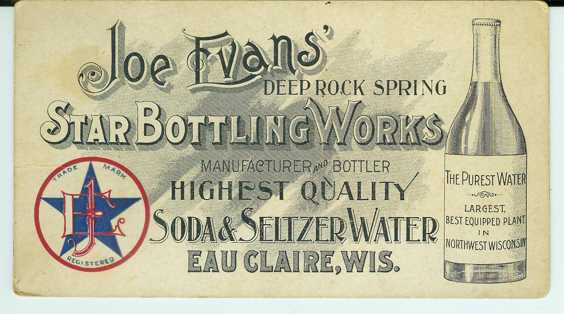 Joe Evans'
DEEP ROCK SPRING
STAR BOTTLING WORKS
MANUFACTURER AND BOTTLER
HIGHEST QUALITY
SODA & SELTZER WATER
EAU CLAIRE, WIS.
TRADE MARK
JE
REGISTERED
THE PUREST WATER
LARGEST,
BEST EQUIPPED PLANT
IN
NORTHWEST WISCONSIN